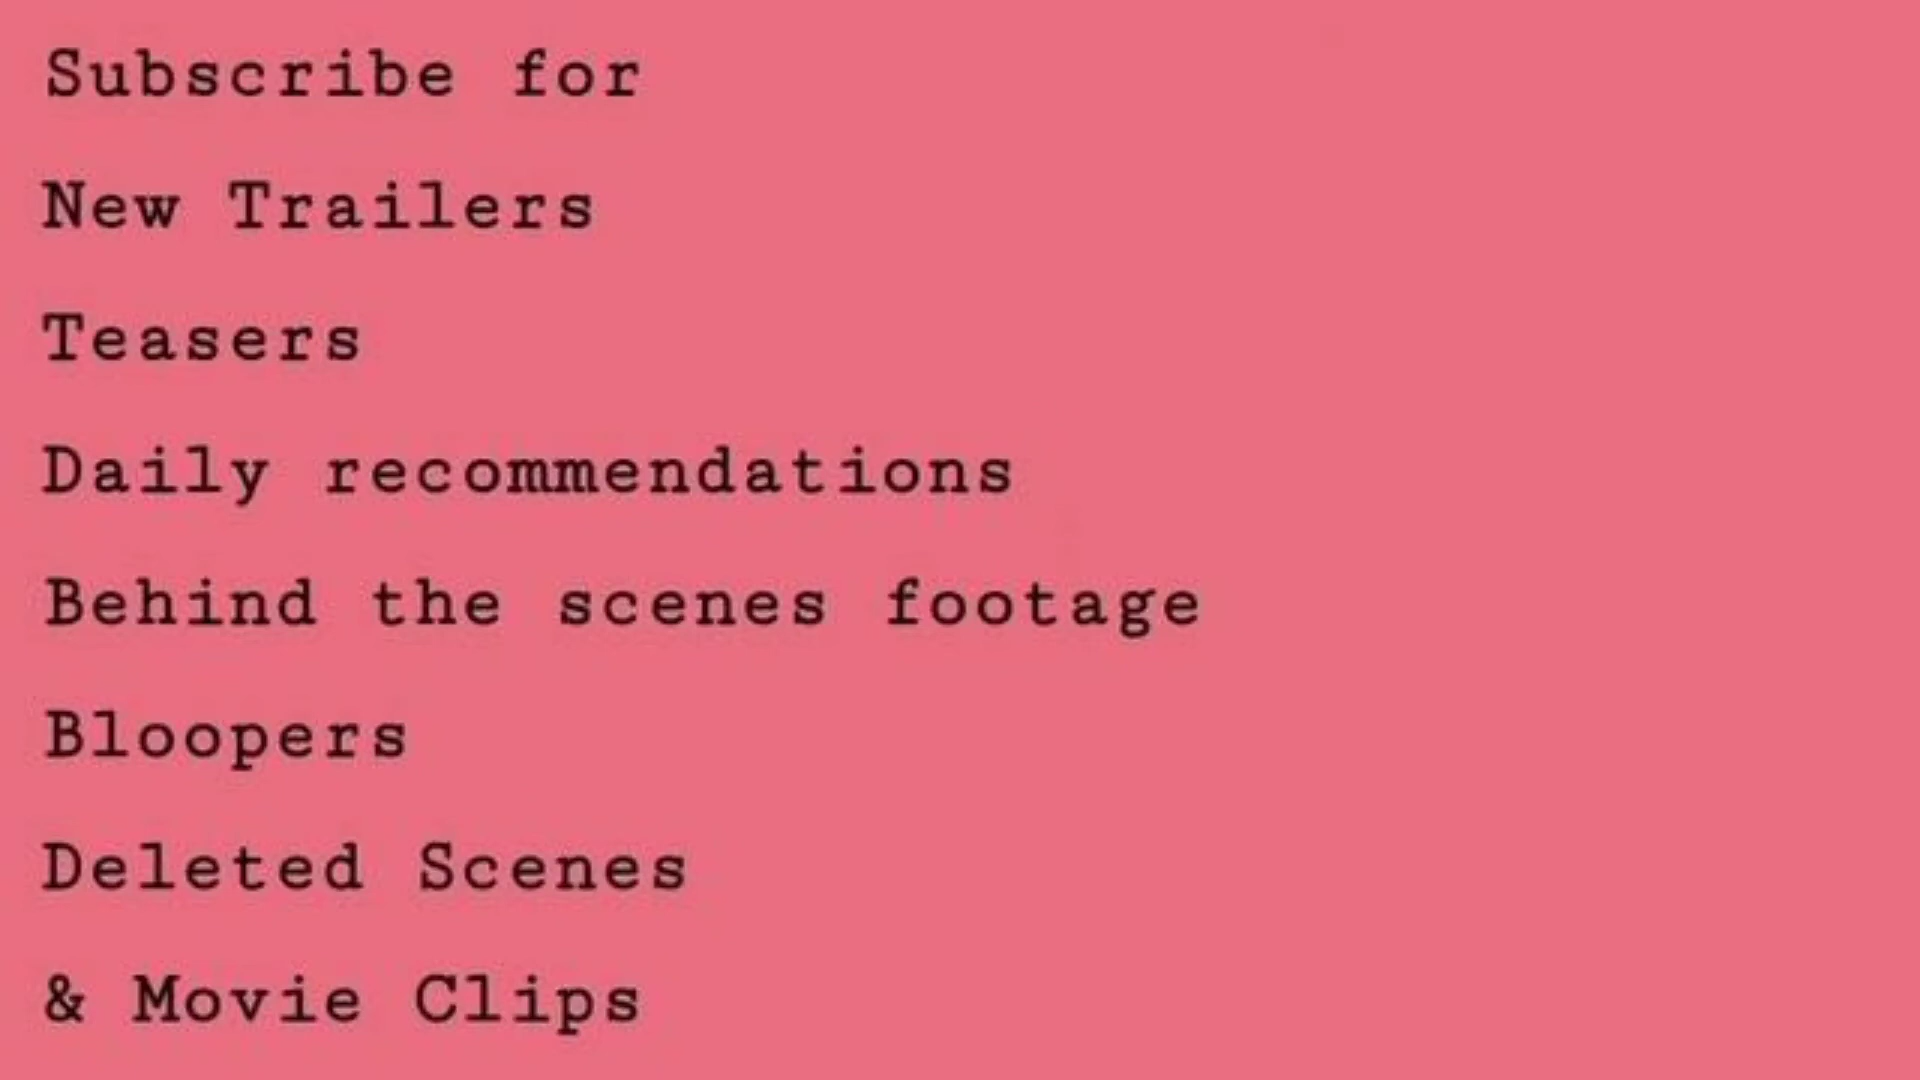 Subscribe for
New Trailers
Teasers
Daily recommendations
Behind the scenes footage
Bloopers
Deleted Scenes
& Movie Clips